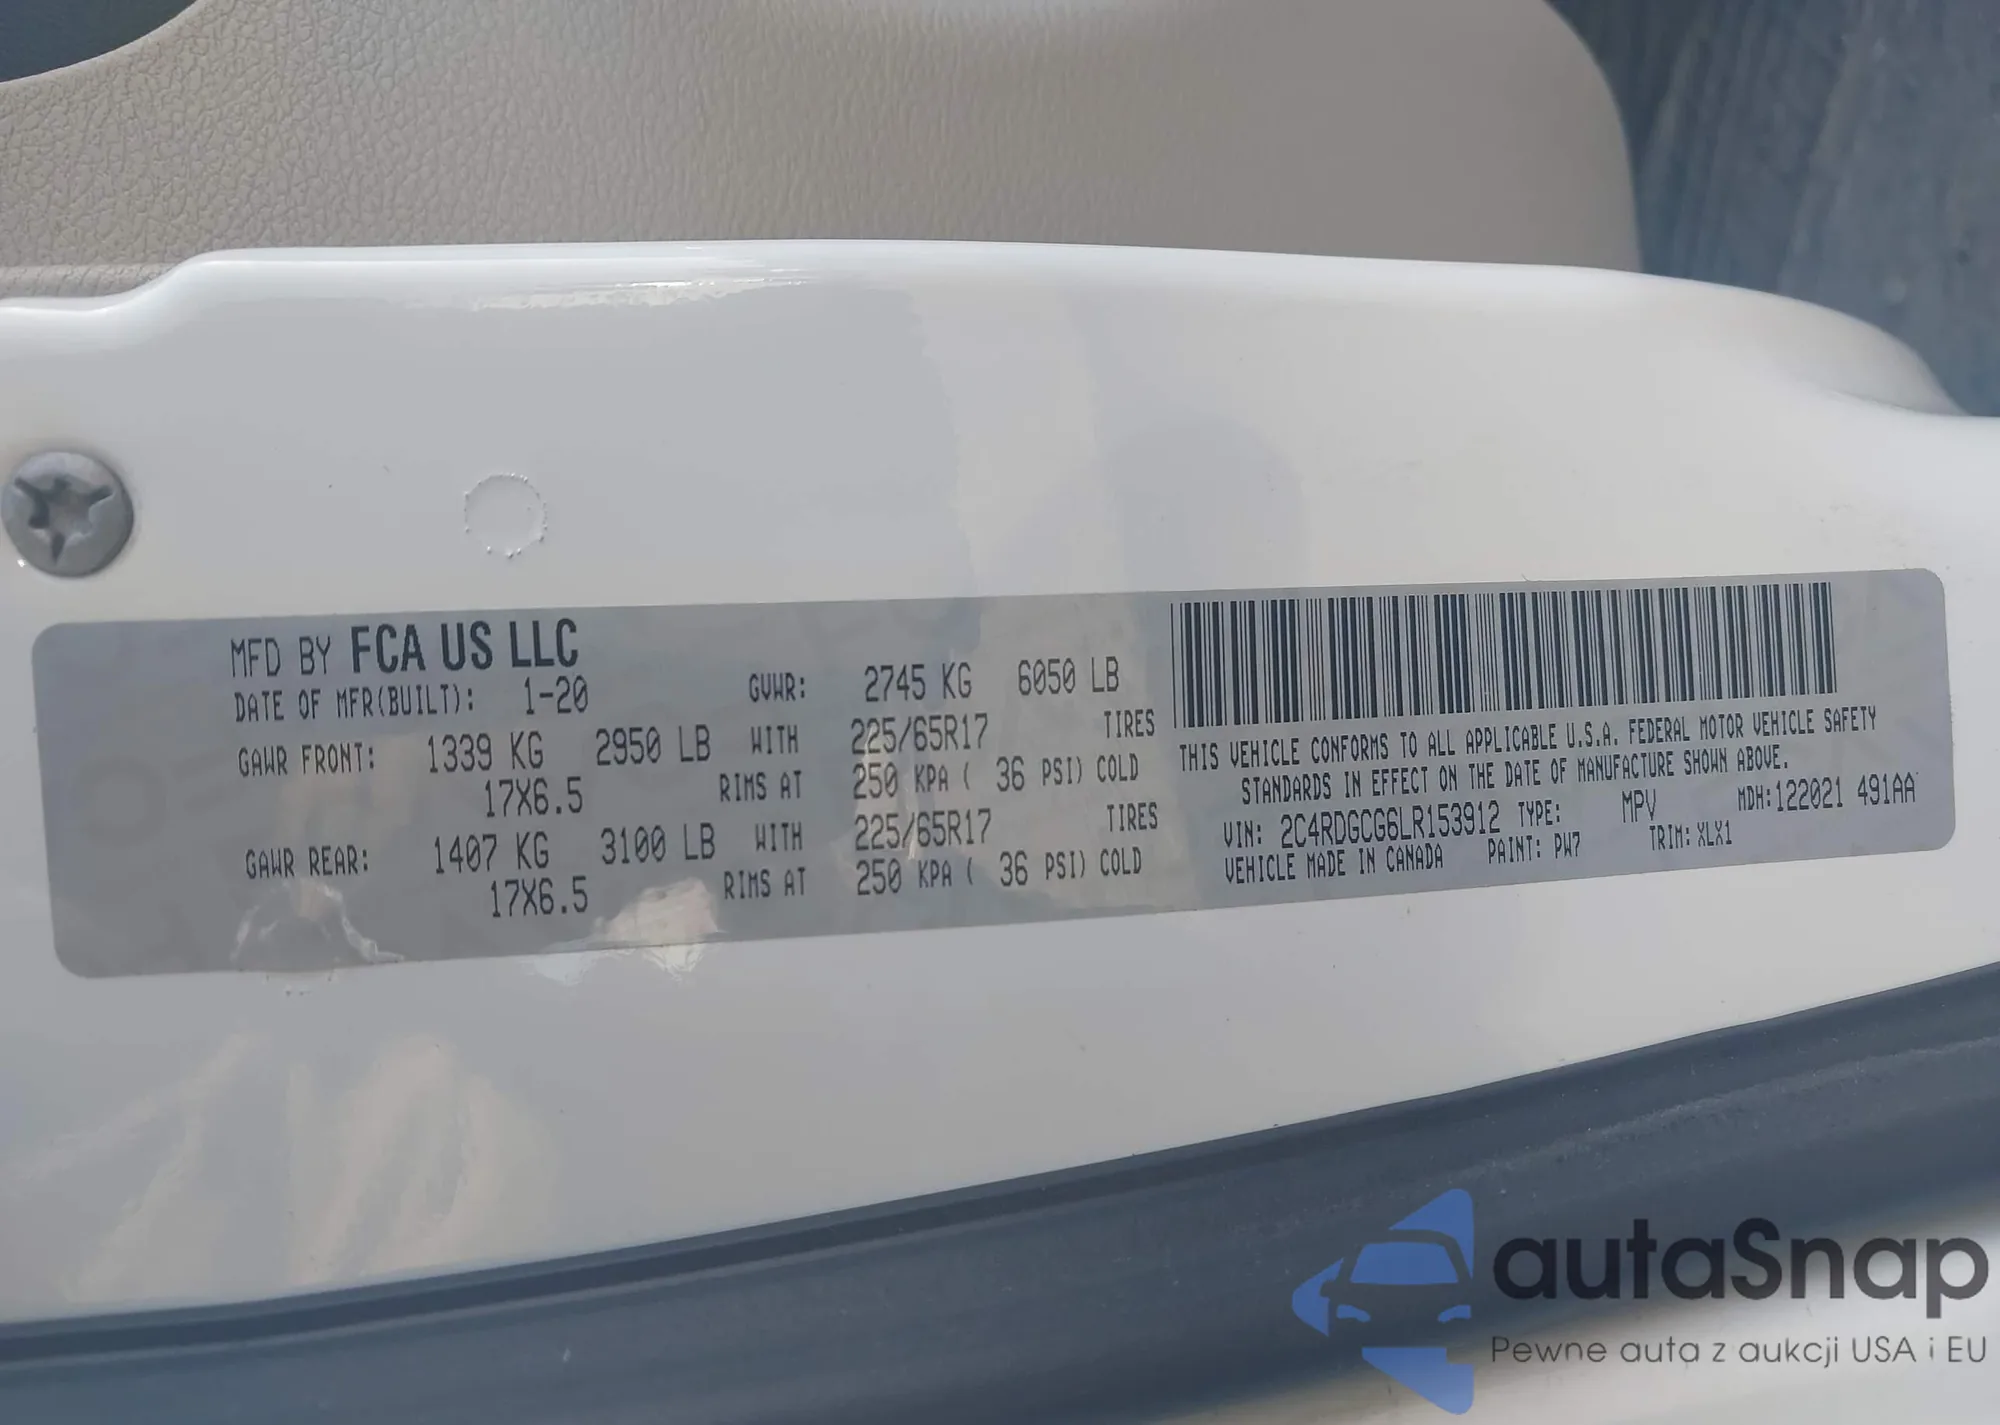 MFD BY FCA US LLC
DATE OF MFR(BUILT): 1-20 GVWR: 2745 KG 6050 LB
GAWR FRONT: 1339 KG 2950 LB WITH 225/65R17 TIRES
17X6.5 RIMS AT 250 KPA ( 36 PSI) COLD
GAWR REAR: 1407 KG 3100 LB WITH 225/65R17 TIRES
17X6.5 RIMS AT 250 KPA ( 36 PSI) COLD
THIS VEHICLE CONFORMS TO ALL APPLICABLE U.S.A. FEDERAL MOTOR VEHICLE SAFETY
STANDARDS IN EFFECT ON THE DATE OF MANUFACTURE SHOWN ABOVE.
VIN: 2C4RDGCG6LR153912 TYPE: MPV MDH:122021 491AA
VEHICLE MADE IN CANADA PAINT: PW7 TRIM: XLX1
autaSnap
Pewne auta z aukcji USA i EU